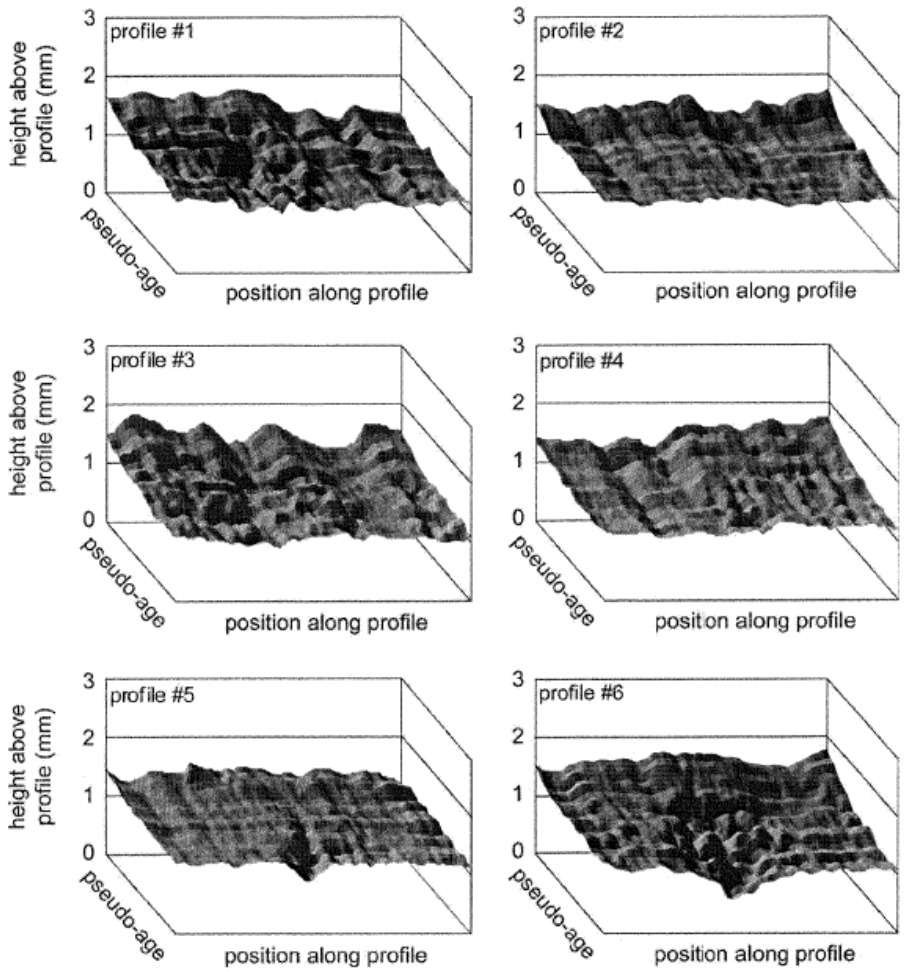 3
profile #1
2
1
0
height above
profile (mm)
pseudo-age
position along profile
3
profile #2
2
1
0
pseudo-age
position along profile
3
profile #3
2
1
0
height above
profile (mm)
pseudo-age
position along profile
3
profile #4
2
1
0
pseudo-age
position along profile
3
profile #5
2
1
0
height above
profile (mm)
pseudo-age
position along profile
3
profile #6
2
1
0
pseudo-age
position along profile